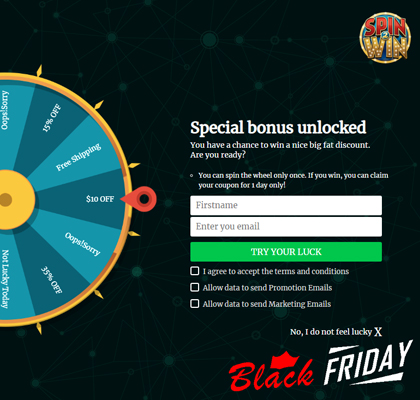 SPIN
WIN
Oops!Sorry
15% OFF
Free Shipping
$10 OFF
Oops!Sorry
35% OFF
Not Lucky Today
Special bonus unlocked
You have a chance to win a nice big fat discount.
Are you ready?
You can spin the wheel only once. If you win, you can claim
your coupon for 1 day only!
Firstname
Enter you email
TRY YOUR LUCK
I agree to accept the terms and conditions
Allow data to send Promotion Emails
Allow data to send Marketing Emails
No, I do not feel lucky X
Black FRIDAY